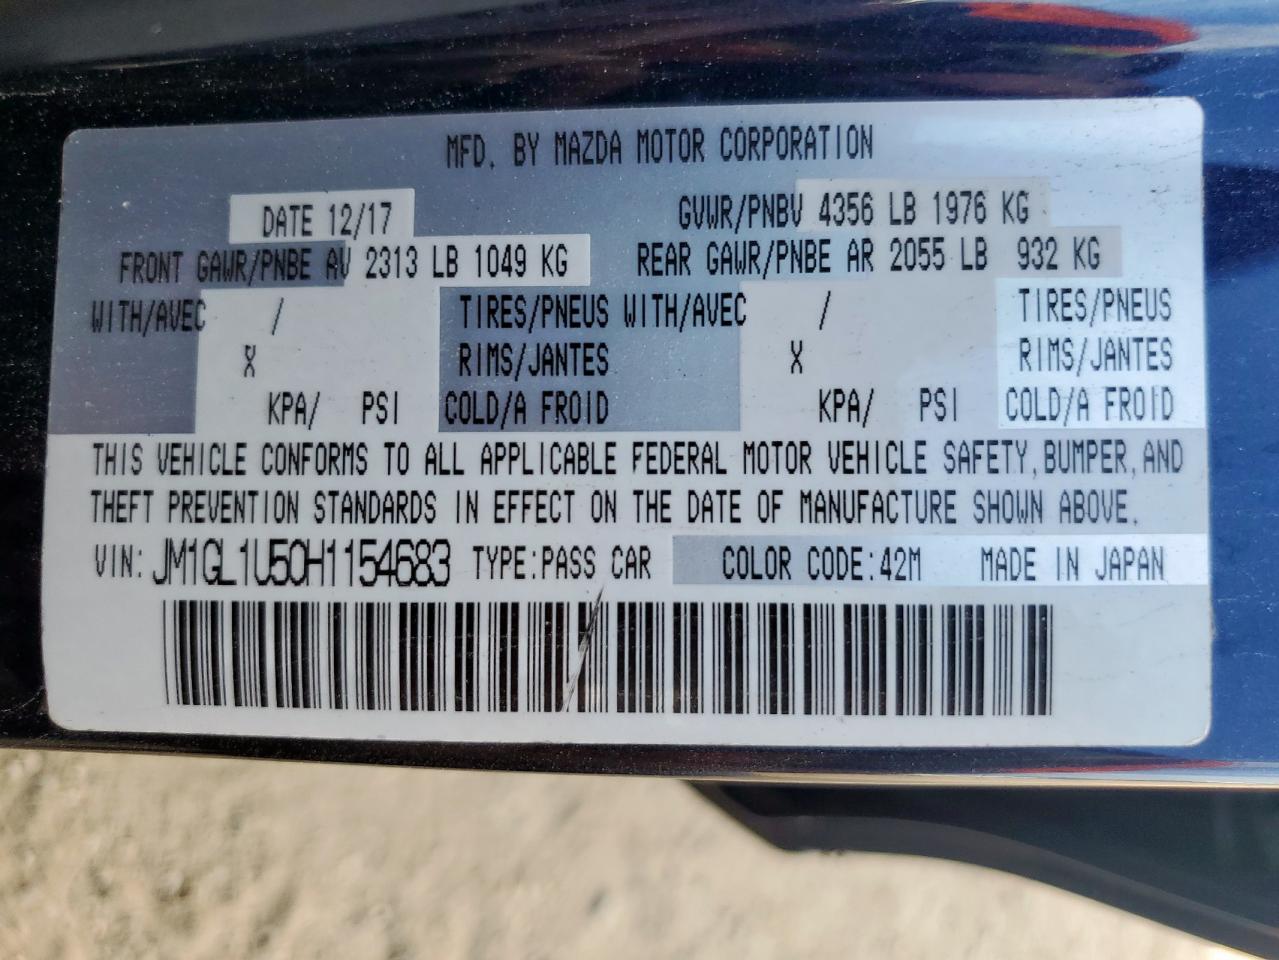 MFD. BY MAZDA MOTOR CORPORATION
DATE 12/17 GVWR/PNBV 4356 LB 1976 KG
FRONT GAWR/PNBE AV 2313 LB 1049 KG REAR GAWR/PNBE AR 2055 LB 932 KG
WITH/AVEC / TIRES/PNEUS WITH/AVEC / TIRES/PNEUS
X RIMS/JANTES X RIMS/JANTES
KPA/ PSI COLD/A FROID KPA/ PSI COLD/A FROID
THIS VEHICLE CONFORMS TO ALL APPLICABLE FEDERAL MOTOR VEHICLE SAFETY, BUMPER, AND
THEFT PREVENTION STANDARDS IN EFFECT ON THE DATE OF MANUFACTURE SHOWN ABOVE.
VIN: JM1GL1U50H1154683 TYPE:PASS CAR COLOR CODE:42M MADE IN JAPAN